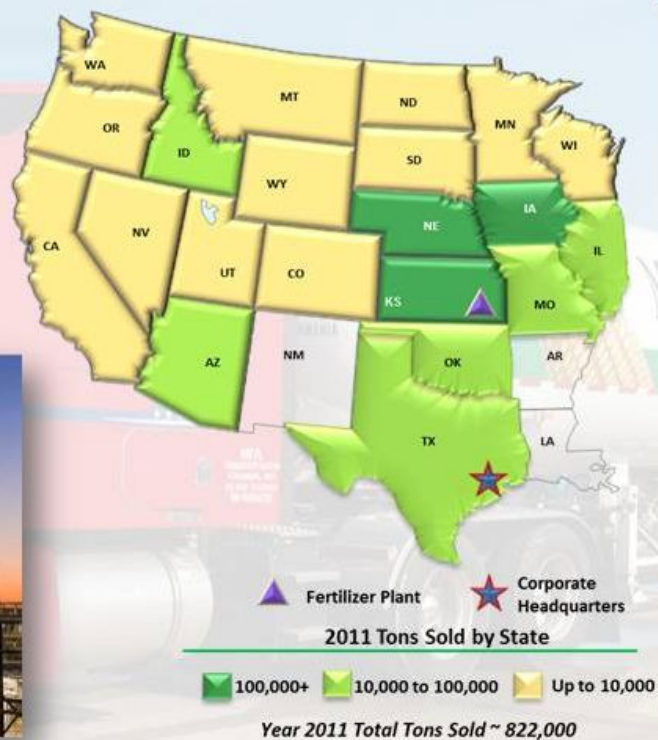 WA
MT
ND
MN
OR
ID
SD
WI
WY
IA
NE
CA
NV
UT
CO
IL
KS
MO
AZ
NM
OK
AR
TX
LA
Fertilizer Plant
Corporate
Headquarters
2011 Tons Sold by State
100,000+ 10,000 to 100,000 Up to 10,000
Year 2011 Total Tons Sold ~ 822,000